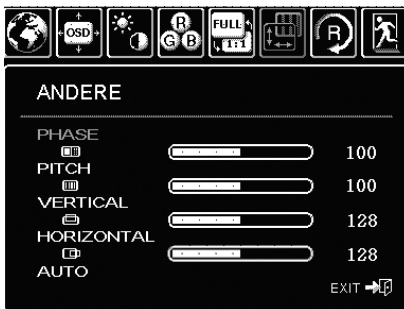 OSD R G B FULL 1:1 R
ANDERE
PHASE
100
PITCH
100
VERTICAL
128
HORIZONTAL
128
AUTO
EXIT